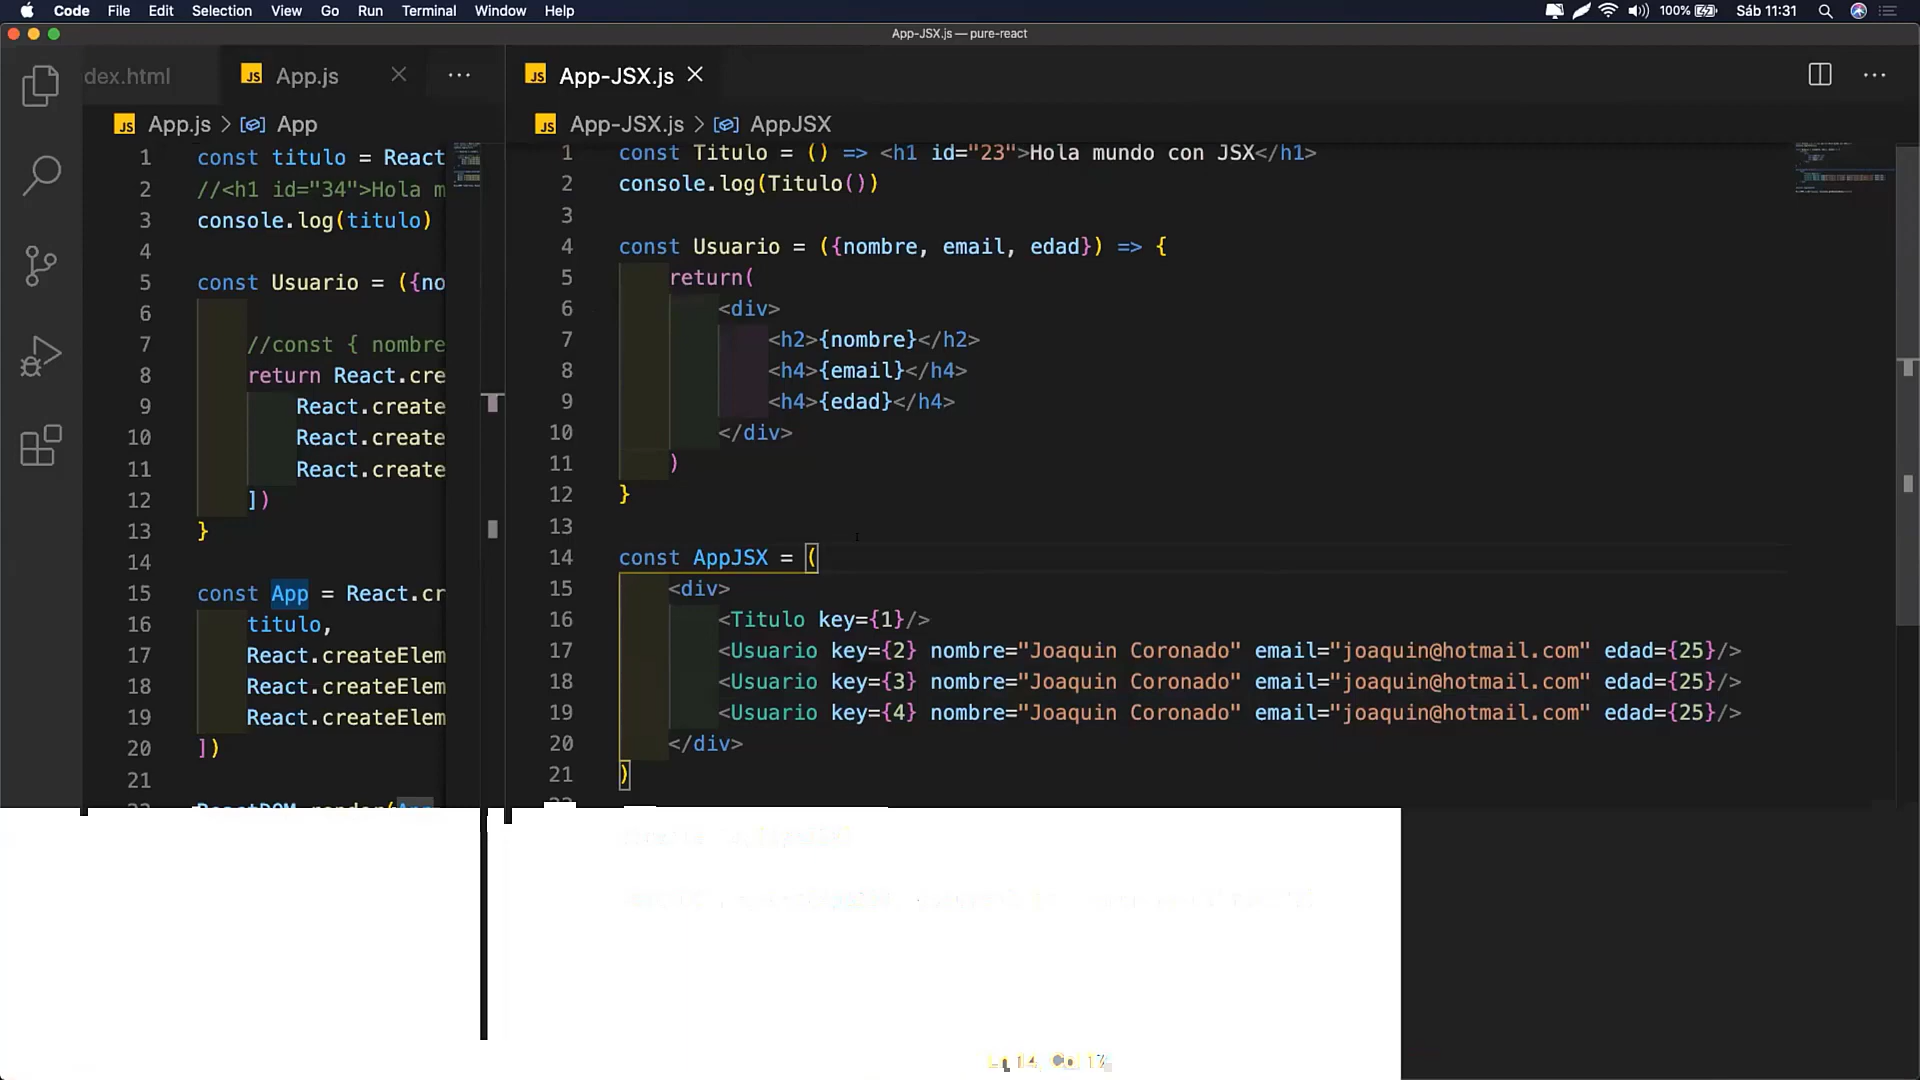 Code File Edit Selection View Go Run Terminal Window Help 100% Sáb 11:31
App-JSX.js — pure-react
dex.html JS App.js ···
JS App.js > App
1 const titulo = React
2 //<h1 id="34">Hola m
3 console.log(titulo)
4
5 const Usuario = ({no
6
7 //const { nombre
8 return React.cre
9 React.create
10 React.create
11 React.create
12 ])
13 }
14
15 const App = React.cr
16 titulo,
17 React.createElem
18 React.createElem
19 React.createElem
20 ])
21
JS App-JSX.js ···
JS App-JSX.js > AppJSX
1 const Titulo = () => <h1 id="23">Hola mundo con JSX</h1>
2 console.log(Titulo())
3
4 const Usuario = ({nombre, email, edad}) => {
5 return(
6 <div>
7 <h2>{nombre}</h2>
8 <h4>{email}</h4>
9 <h4>{edad}</h4>
10 </div>
11 )
12 }
13
14 const AppJSX = (
15 <div>
16 <Titulo key={1}/>
17 <Usuario key={2} nombre="Joaquin Coronado" email="joaquin@hotmail.com" edad={25}/>
18 <Usuario key={3} nombre="Joaquin Coronado" email="joaquin@hotmail.com" edad={25}/>
19 <Usuario key={4} nombre="Joaquin Coronado" email="joaquin@hotmail.com" edad={25}/>
20 </div>
21 )